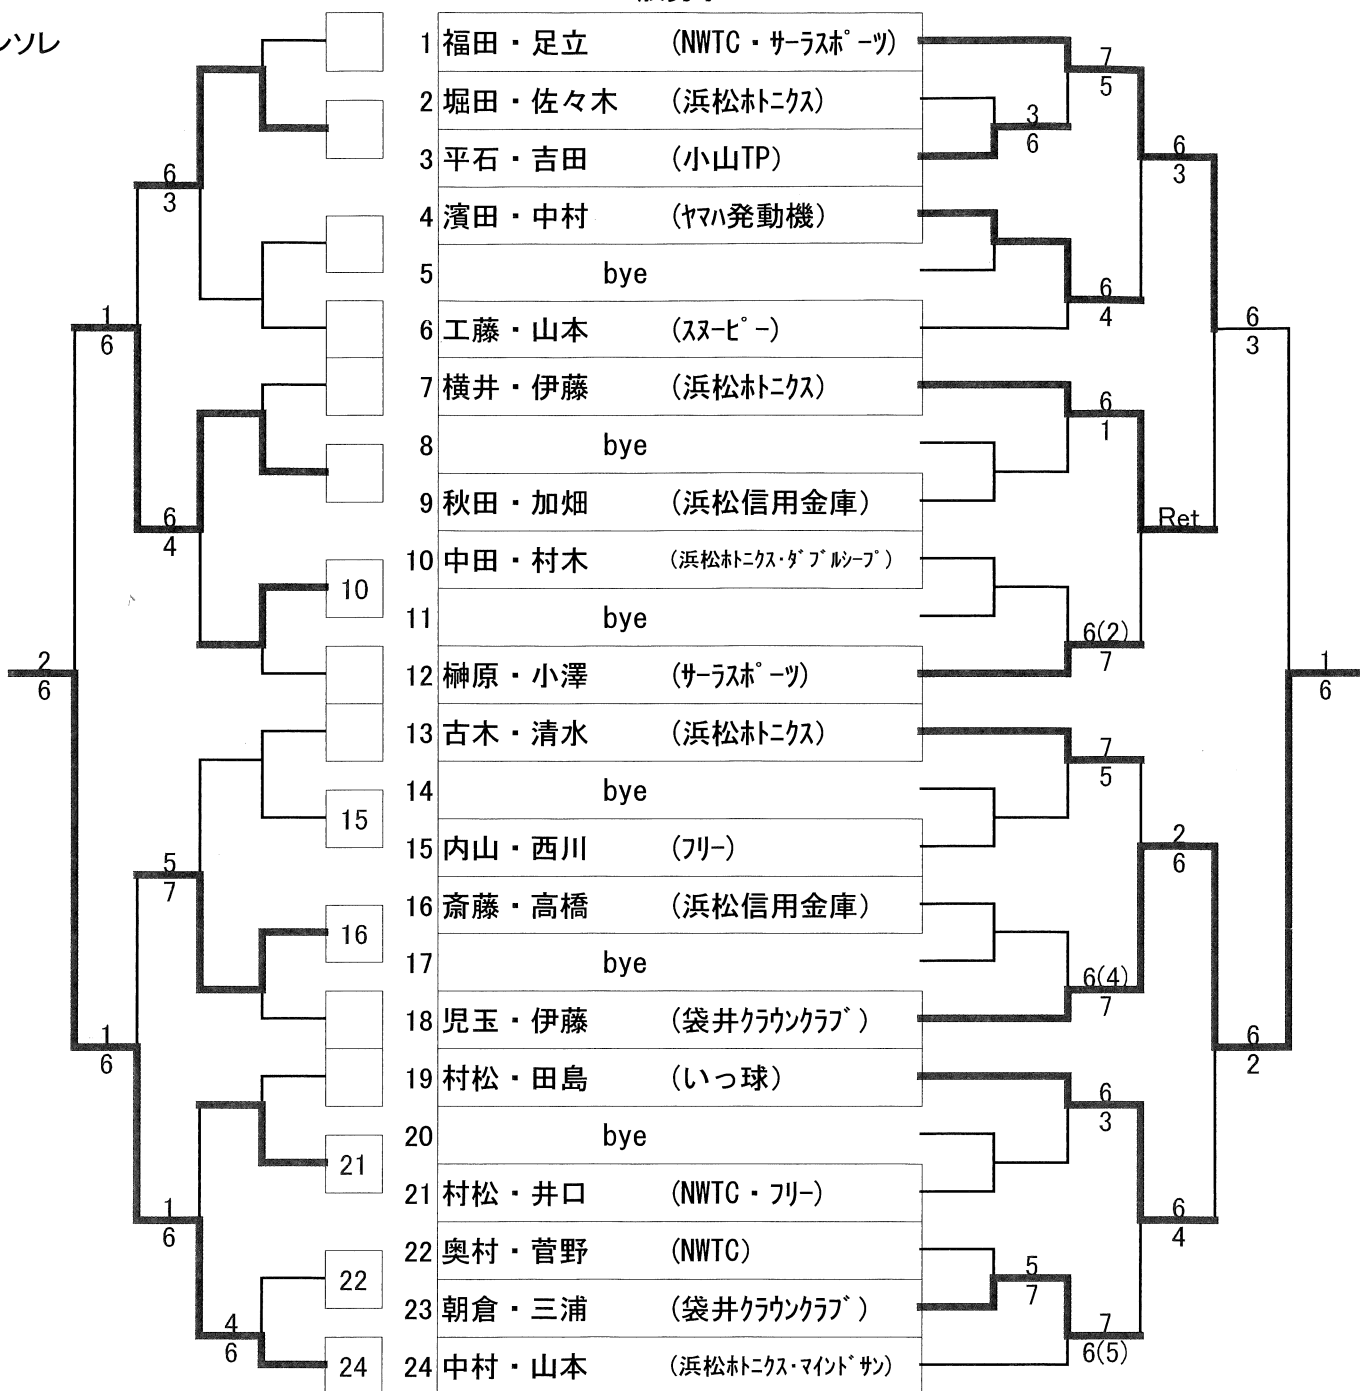 ンソレ
1 福田・足立 (NWTC・サーラスポーツ)
2 堀田・佐々木 (浜松ホトニクス)
3 平石・吉田 (小山TP)
4 濱田・中村 (ヤマハ発動機)
5 bye
6 工藤・山本 (スヌーピー)
7 横井・伊藤 (浜松ホトニクス)
8 bye
9 秋田・加畑 (浜松信用金庫)
10 中田・村木 (浜松ホトニクス・ダブルシープ)
11 bye
12 榊原・小澤 (サーラスポーツ)
13 古木・清水 (浜松ホトニクス)
14 bye
15 内山・西川 (フリー)
16 斎藤・高橋 (浜松信用金庫)
17 bye
18 児玉・伊藤 (袋井クラウンクラブ)
19 村松・田島 (いっ球)
20 bye
21 村松・井口 (NWTC・フリー)
22 奥村・菅野 (NWTC)
23 朝倉・三浦 (袋井クラウンクラブ)
24 中村・山本 (浜松ホトニクス・マインドサン)
10
15
16
21
22
24
6
3
6
4
5
7
1
6
4
6
1
6
1
6
2
6
3
6
5
7
7
5
6
4
6
1
6(2)
7
7
5
6(4)
7
6
3
7
6(5)
6
3
Ret
2
6
6
4
6
3
6
2
1
6